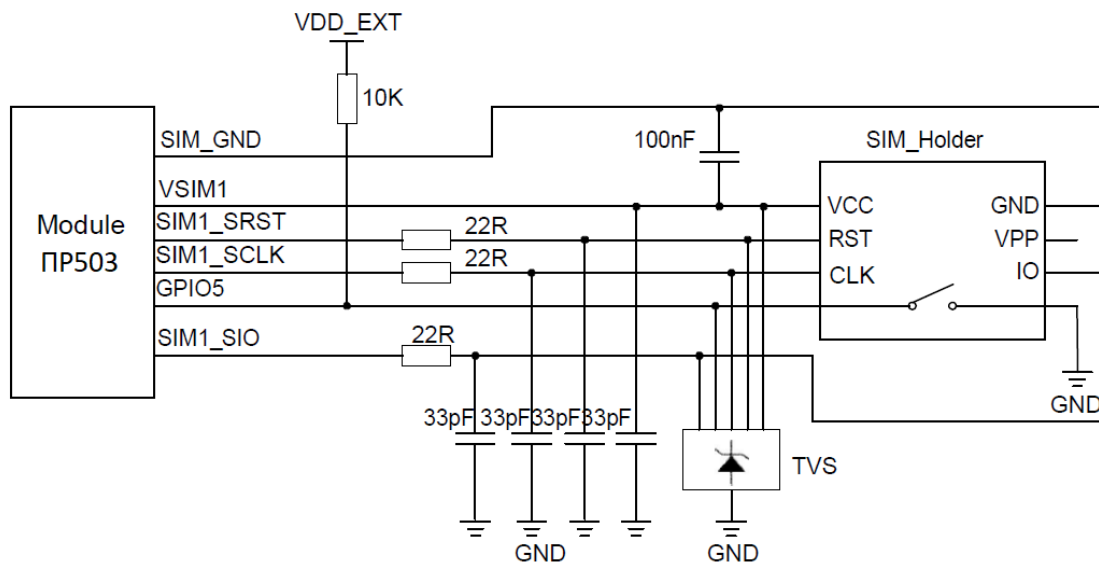 VDD_EXT
10K
SIM_GND
100nF
SIM_Holder
VSIM1
Module
ПР503
SIM1_SRST
22R
SIM1_SCLK
22R
GPIO5
SIM1_SIO
22R
VCC
GND
RST
VPP
CLK
IO
GND
33pF
33pF
33pF
33pF
TVS
GND
GND